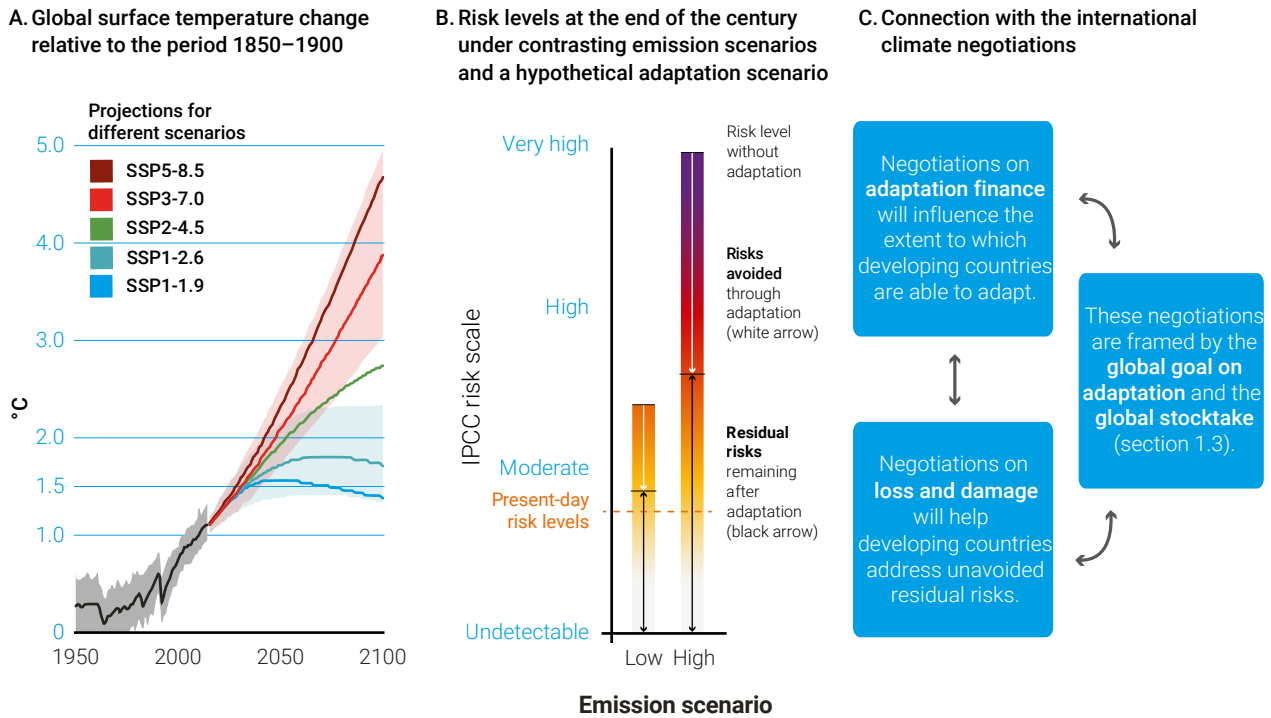 A. Global surface temperature change
relative to the period 1850–1900
Projections for
different scenarios
SSP5-8.5
SSP3-7.0
SSP2-4.5
SSP1-2.6
SSP1-1.9
°C
5.0
4.0
3.0
2.0
1.5
1.0
0
1950
2000
2050
2100
B. Risk levels at the end of the century
under contrasting emission scenarios
and a hypothetical adaptation scenario
IPCC risk scale
Very high
High
Moderate
Present-day
risk levels
Undetectable
Risk level
without
adaptation
Risks
avoided
through
adaptation
(white arrow)
Residual
risks
remaining
after
adaptation
(black arrow)
Low
High
Emission scenario
C. Connection with the international
climate negotiations
Negotiations on
adaptation finance
will influence the
extent to which
developing countries
are able to adapt.
These negotiations
are framed by the
global goal on
adaptation and the
global stocktake
(section 1.3).
Negotiations on
loss and damage
will help
developing countries
address unavoided
residual risks.